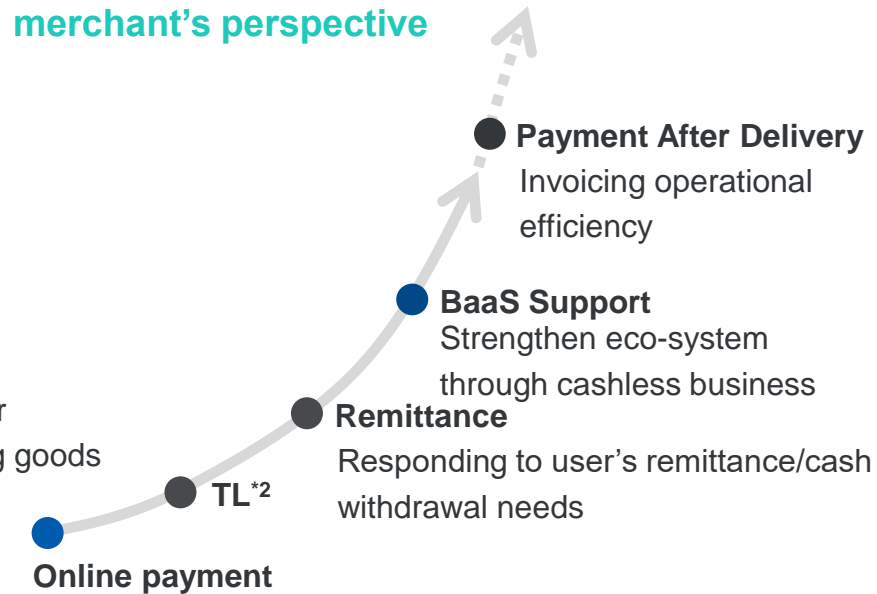 merchant's perspective
Payment After Delivery
Invoicing operational
efficiency
BaaS Support
Strengthen eco-system
through cashless business
r
g goods
Remittance
Responding to user's remittance/cash
withdrawal needs
TL*2
Online payment